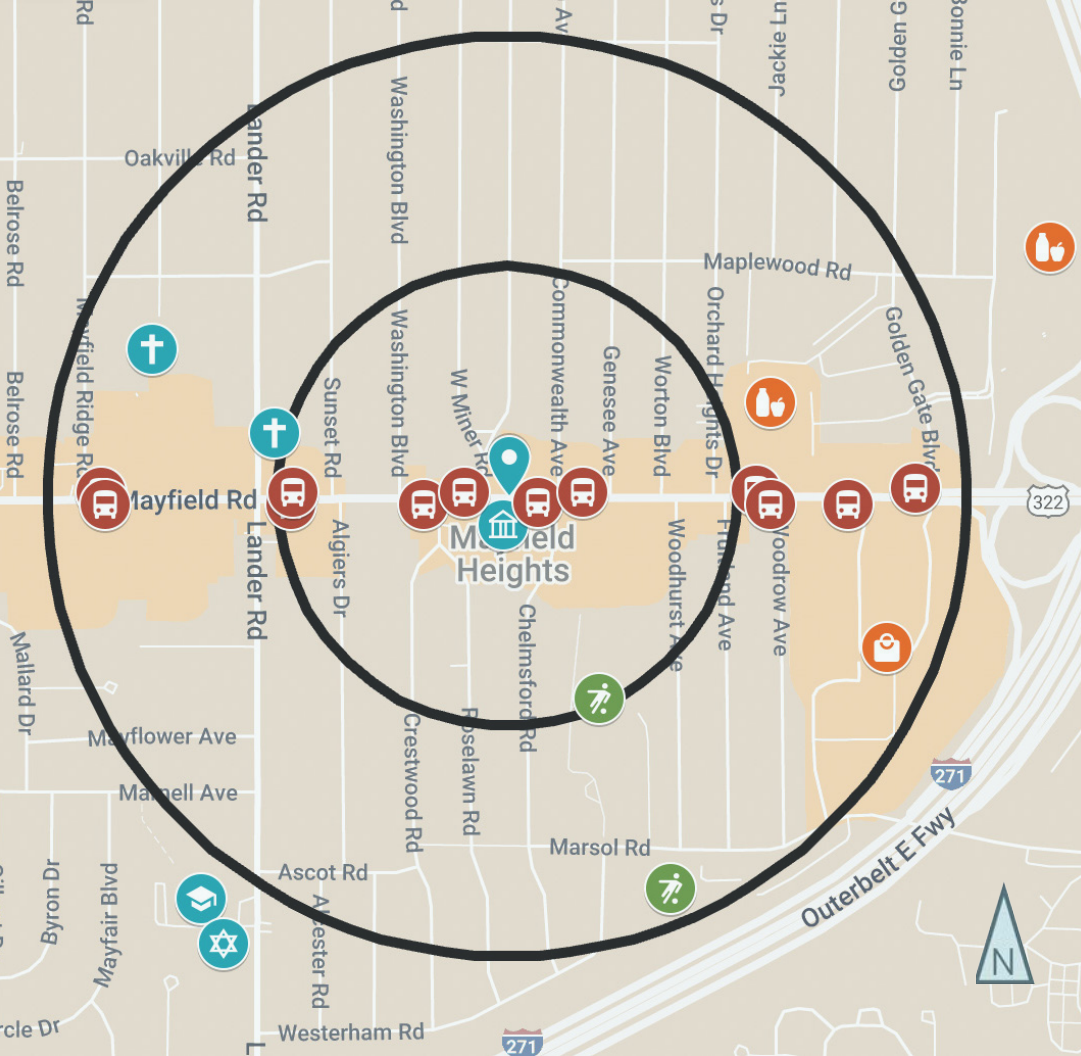 Rd
Jackie Ln
Bonnie Ln
Washington Blvd
Lander Rd
Oakville Rd
Belrose Rd
Maplewood Rd
Mayfield Ridge Rd
Washington Blvd
Commonwealth Ave
Orchard Heights Dr
Golden Gate Blvd
Genesee Ave
Worton Blvd
W Miner Rd
Sunset Rd
Belrose Rd
Mayfield Rd
322
Mayfield
Heights
Lander Rd
Algiers Dr
Woodhurst Ave
Fruitland Ave
Woodrow Ave
Chelmsford Rd
Mallard Dr
Mayflower Ave
Crestwood Rd
Roselawn Rd
271
Marnell Ave
Marsol Rd
Outerbelt E Fwy
Ascot Rd
Byron Dr
Mayfair Blvd
Alcester Rd
N
Westerham Rd
271